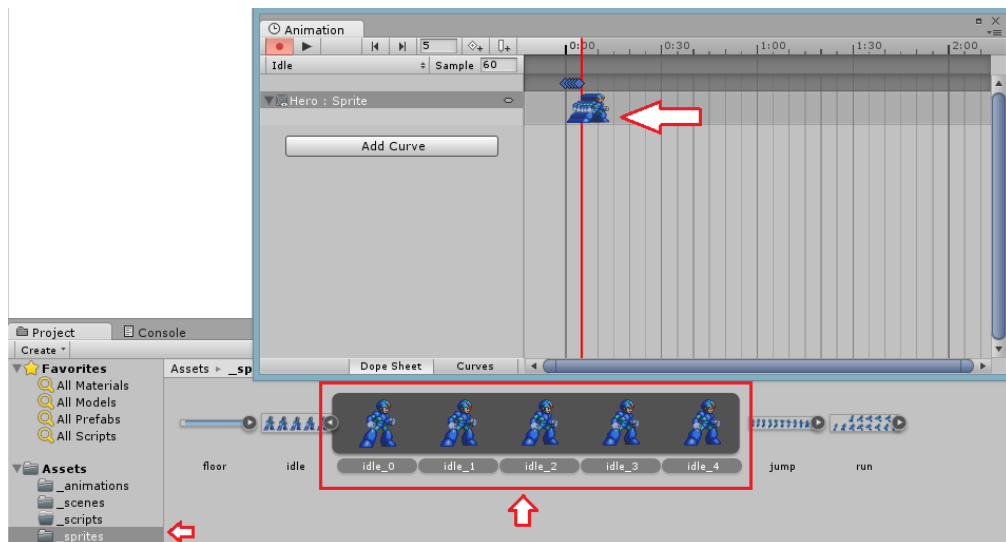 Animation
5
0:00 0:30 1:00 1:30 2:00
Idle Sample 60
Hero : Sprite
Add Curve
Dope Sheet Curves
Project Console
Create
Favorites
All Materials
All Models
All Prefabs
All Scripts
Assets
_animations
_scenes
_scripts
_sprites
Assets _sp
floor idle idle_0 idle_1 idle_2 idle_3 idle_4 jump run